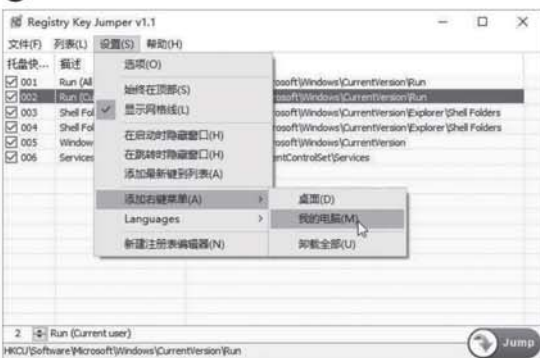 Registry Key Jumper v1.1
文件(F) 列表(L) 设置(S) 帮助(H)
托盘快... 描述
选项(O)
始终在顶部(S)
显示网格线(L)
在启动时隐藏窗口(H)
在跳转时隐藏窗口(H)
添加最新键到列表(A)
添加右键菜单(A)
Languages
新建注册表编辑器(N)
桌面(D)
我的电脑(M)
卸载全部(U)
001 Run (All rosoft\Windows\CurrentVersion\Run
002 Run (Cu rosoft\Windows\CurrentVersion\Run
003 Shell Fol rosoft\Windows\CurrentVersion\Explorer\Shell Folders
004 Shell Fol rosoft\Windows\CurrentVersion\Explorer\Shell Folders
005 Window rosoft\Windows\CurrentVersion
006 Services entControlSet\Services
2 Run (Current user)
HKCU\Software\Microsoft\Windows\CurrentVersion\Run
Jump